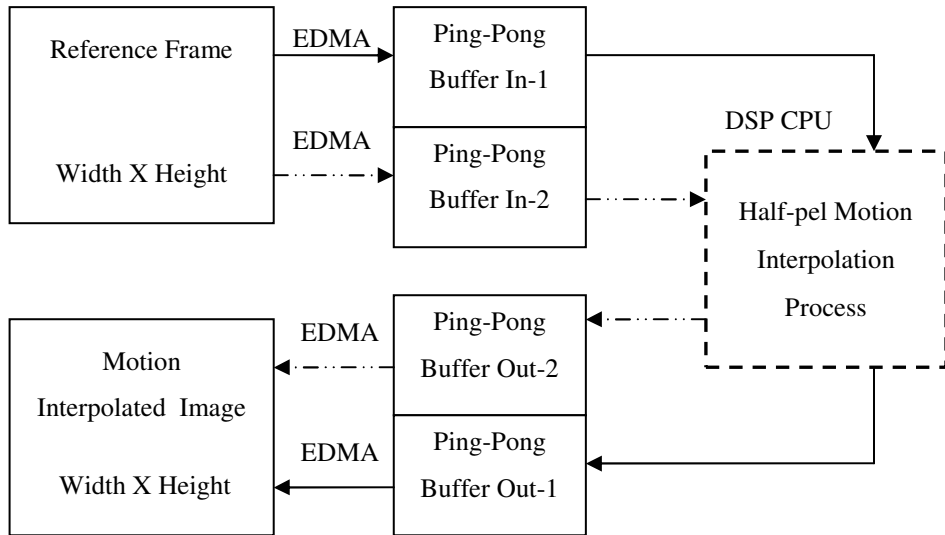 Reference Frame
Width X Height
EDMA
EDMA
Ping-Pong
Buffer In-1
Ping-Pong
Buffer In-2
DSP CPU
Half-pel Motion
Interpolation
Process
Ping-Pong
Buffer Out-2
Ping-Pong
Buffer Out-1
EDMA
EDMA
Motion
Interpolated Image
Width X Height